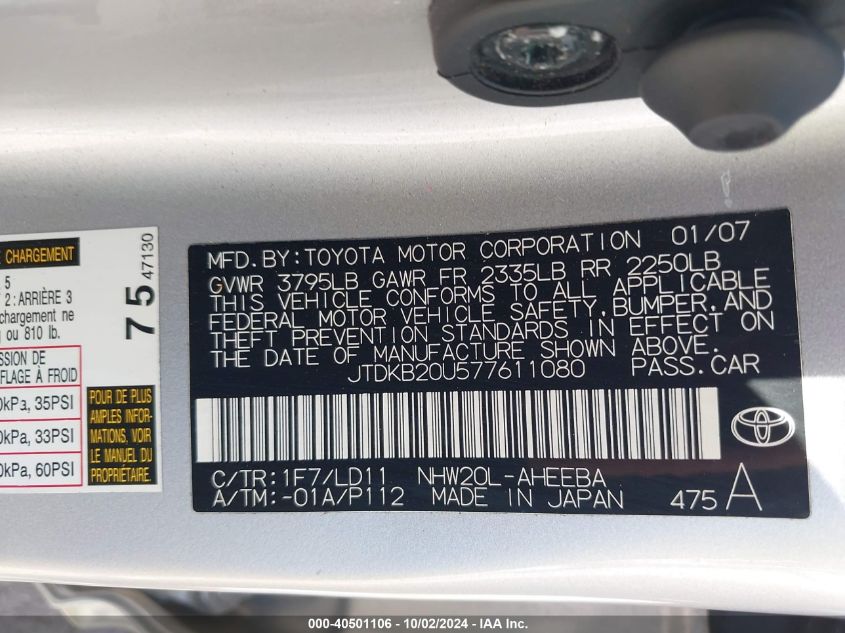 E CHARGEMENT
5
2 : ARRIÈRE 3
chargement ne
ou 810 lb.
SSION DE
FLAGE À FROID
0kPa, 35PSI
0kPa, 33PSI
0kPa, 60PSI
75
47130
POUR DE PLUS
AMPLES INFOR-
MATIONS, VOIR
LE MANUEL DU
PROPRIÉTAIRE
MFD. BY: TOYOTA MOTOR CORPORATION 01/07
GVWR 3795LB GAWR FR 2335LB RR 2250LB
THIS VEHICLE CONFORMS TO ALL APPLICABLE
FEDERAL MOTOR VEHICLE SAFETY, BUMPER, AND
THEFT PREVENTION STANDARDS IN EFFECT ON
THE DATE OF MANUFACTURE SHOWN ABOVE.
JTDKB20U577611080 PASS.CAR
C/TR:1F7/LD11 NHW20L-AHEEBA
A/TM:-01A/P112 MADE IN JAPAN 475 A
000-40501106 - 10/02/2024 - IAA Inc.